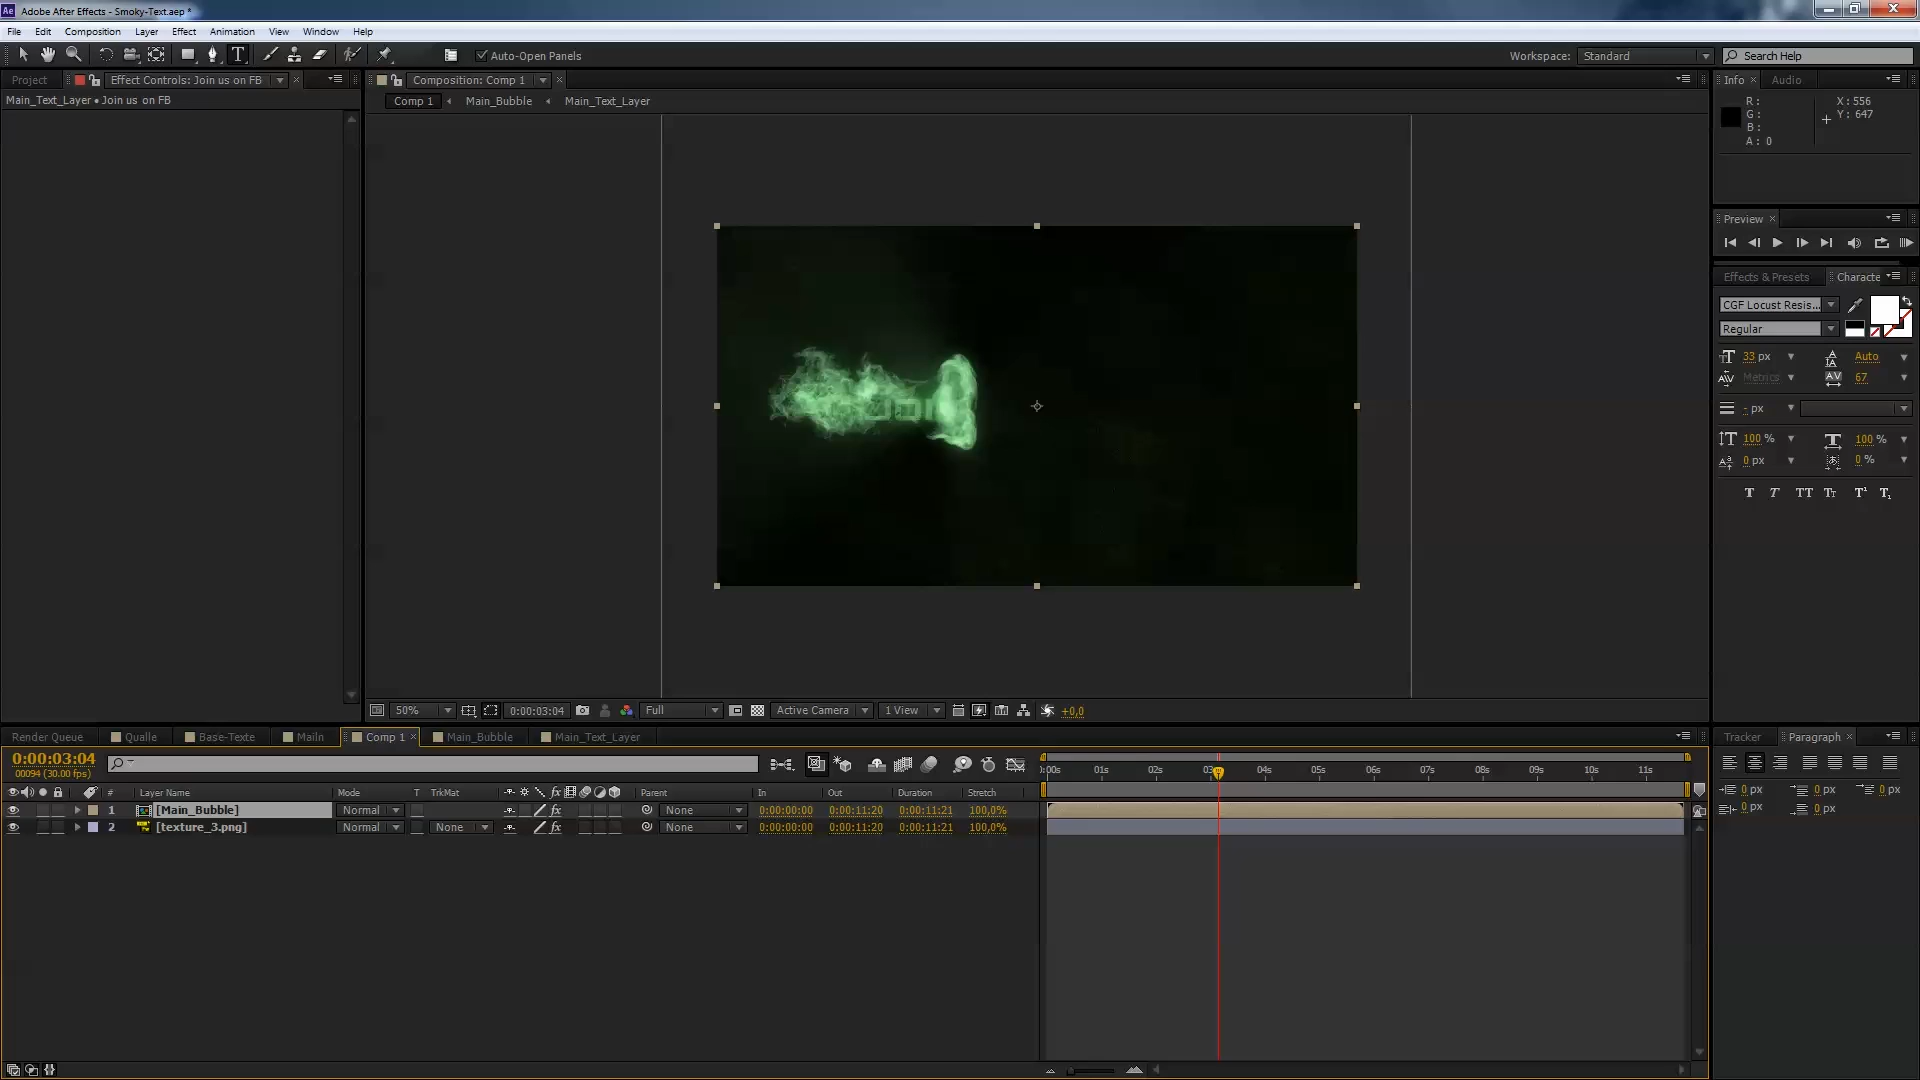 Adobe After Effects - Smoky-Text.aep *
File Edit Composition Layer Effect Animation View Window Help
Auto-Open Panels
Workspace: Standard
Search Help
Project
Effect Controls: Join us on FB
Main_Text_Layer • Join us on FB
Composition: Comp 1
Comp 1 Main_Bubble Main_Text_Layer
Info Audio
R:
G:
B:
A: 0
X: 556
Y: 647
Preview
Effects & Presets Characte
CGF Locust Resis...
Regular
33 px Auto
Metrics 67
- px
100 % 100 %
0 px 0 %
50% 0:00:03:04 Full Active Camera 1 View +0,0
Render Queue Qualle Base-Texte Mailn Comp 1 Main_Bubble Main_Text_Layer
Tracker Paragraph
0 px 0 px 0 px
0 px 0 px
0:00:03:04
00094 (30.00 fps)
:00s 01s 02s 03s 04s 05s 06s 07s 08s 09s 10s 11s
# Layer Name Mode T TrkMat Parent In Out Duration Stretch
1 [Main_Bubble] Normal None 0:00:00:00 0:00:11:20 0:00:11:21 100,0%
2 [texture_3.png] Normal None None 0:00:00:00 0:00:11:20 0:00:11:21 100,0%